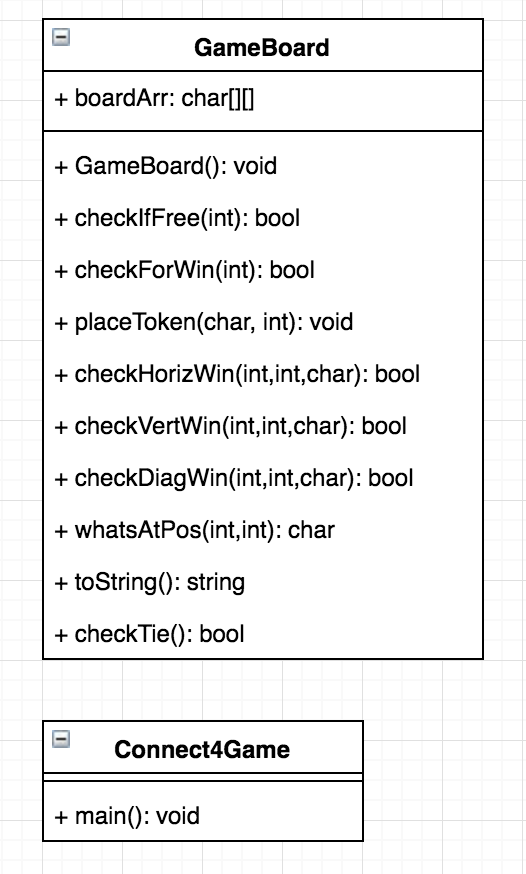 GameBoard
+ boardArr: char[][]
+ GameBoard(): void
+ checkIfFree(int): bool
+ checkForWin(int): bool
+ placeToken(char, int): void
+ checkHorizWin(int,int,char): bool
+ checkVertWin(int,int,char): bool
+ checkDiagWin(int,int,char): bool
+ whatsAtPos(int,int): char
+ toString(): string
+ checkTie(): bool
Connect4Game
+ main(): void